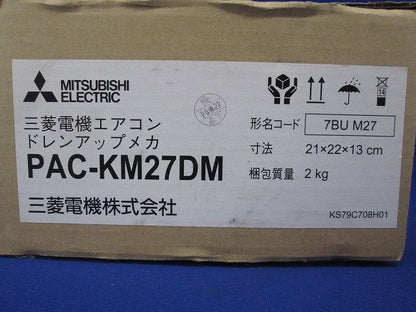 MITSUBISHI
ELECTRIC
三菱電機エアコン
ドレンアップメカ
PAC-KM27DM
三菱電機株式会社
14
形名コード 7BU M27
寸法 21×22×13 cm
梱包質量 2 kg
KS79C708H01